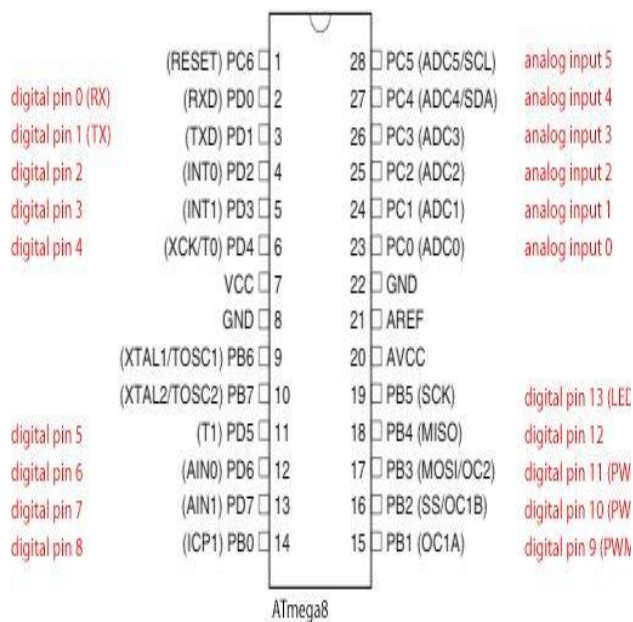 (RESET) PC6 1 28 PC5 (ADC5/SCL) analog input 5
digital pin 0 (RX) (RXD) PD0 2 27 PC4 (ADC4/SDA) analog input 4
digital pin 1 (TX) (TXD) PD1 3 26 PC3 (ADC3) analog input 3
digital pin 2 (INT0) PD2 4 25 PC2 (ADC2) analog input 2
digital pin 3 (INT1) PD3 5 24 PC1 (ADC1) analog input 1
digital pin 4 (XCK/T0) PD4 6 23 PC0 (ADC0) analog input 0
VCC 7 22 GND
GND 8 21 AREF
(XTAL1/TOSC1) PB6 9 20 AVCC
(XTAL2/TOSC2) PB7 10 19 PB5 (SCK) digital pin 13 (LED
digital pin 5 (T1) PD5 11 18 PB4 (MISO) digital pin 12
digital pin 6 (AIN0) PD6 12 17 PB3 (MOSI/OC2) digital pin 11 (PW
digital pin 7 (AIN1) PD7 13 16 PB2 (SS/OC1B) digital pin 10 (PW
digital pin 8 (ICP1) PB0 14 15 PB1 (OC1A) digital pin 9 (PWM
ATmega8